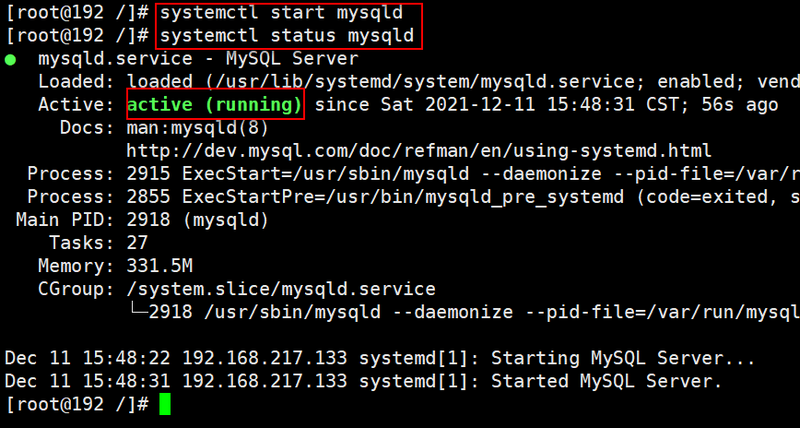 [root@192 /]# systemctl start mysqld
[root@192 /]# systemctl status mysqld
● mysqld.service - MySQL Server
Loaded: loaded (/usr/lib/systemd/system/mysqld.service; enabled; vend
Active: active (running) since Sat 2021-12-11 15:48:31 CST; 56s ago
Docs: man:mysqld(8)
http://dev.mysql.com/doc/refman/en/using-systemd.html
Process: 2915 ExecStart=/usr/sbin/mysqld --daemonize --pid-file=/var/r
Process: 2855 ExecStartPre=/usr/bin/mysqld_pre_systemd (code=exited, s
Main PID: 2918 (mysqld)
Tasks: 27
Memory: 331.5M
CGroup: /system.slice/mysqld.service
└─2918 /usr/sbin/mysqld --daemonize --pid-file=/var/run/mysql
Dec 11 15:48:22 192.168.217.133 systemd[1]: Starting MySQL Server...
Dec 11 15:48:31 192.168.217.133 systemd[1]: Started MySQL Server.
[root@192 /]#